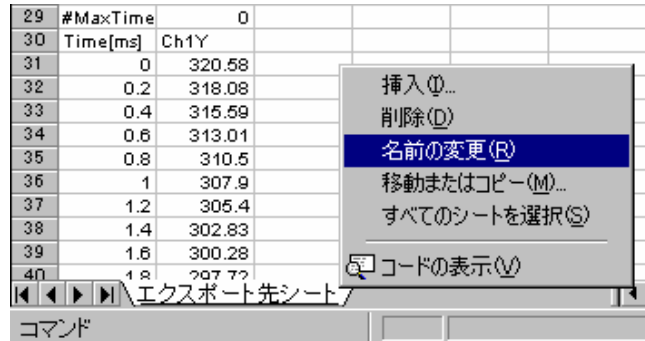 29 #MaxTime 0
30 Time[ms] Ch1Y
31 0 320.58
32 0.2 318.08
33 0.4 315.59
34 0.6 313.01
35 0.8 310.5
36 1 307.9
37 1.2 305.4
38 1.4 302.83
39 1.6 300.28
40 1.8 297.72
挿入(I)...
削除(D)
名前の変更(R)
移動またはコピー(M)...
すべてのシートを選択(S)
コードの表示(V)
エクスポート先シート
コマンド